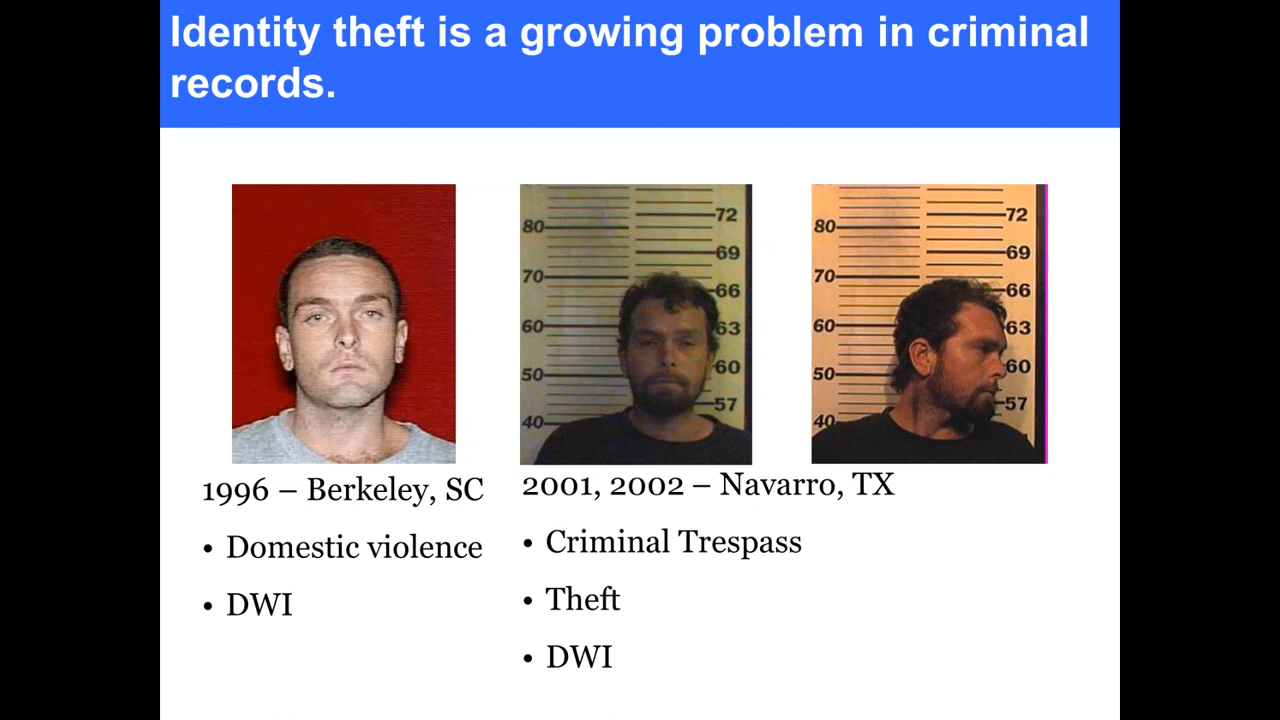 Identity theft is a growing problem in criminal
records.
80
70
60
50
40
72
69
66
63
60
57
80
70
60
50
40
72
69
66
63
60
57
1996 – Berkeley, SC
• Domestic violence
• DWI
2001, 2002 – Navarro, TX
• Criminal Trespass
• Theft
• DWI